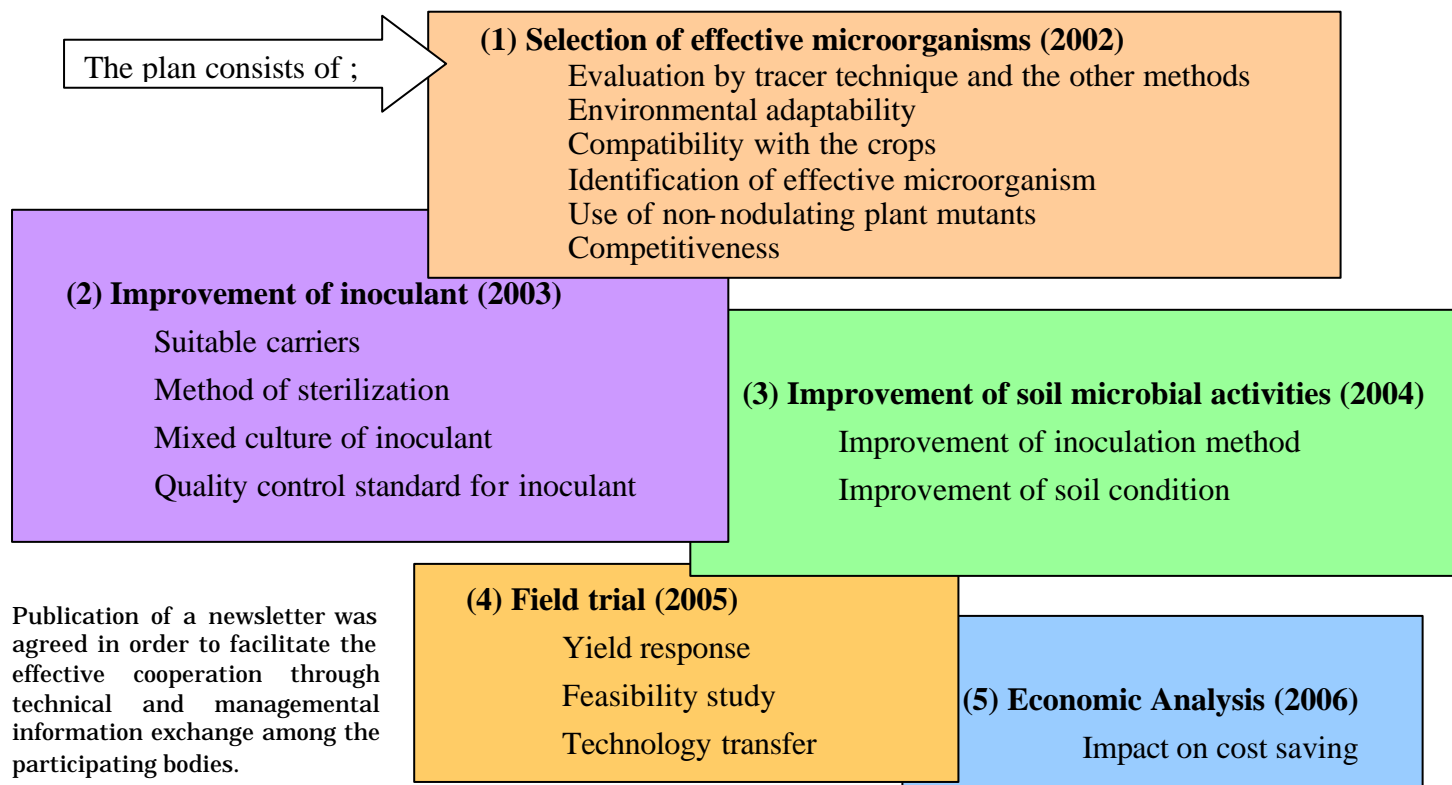 The plan consists of ;
(1) Selection of effective microorganisms (2002)
Evaluation by tracer technique and the other methods
Environmental adaptability
Compatibility with the crops
Identification of effective microorganism
Use of non-nodulating plant mutants
Competitiveness
(2) Improvement of inoculant (2003)
Suitable carriers
Method of sterilization
Mixed culture of inoculant
Quality control standard for inoculant
(3) Improvement of soil microbial activities (2004)
Improvement of inoculation method
Improvement of soil condition
(4) Field trial (2005)
Yield response
Feasibility study
Technology transfer
(5) Economic Analysis (2006)
Impact on cost saving
Publication of a newsletter was
agreed in order to facilitate the
effective cooperation through
technical and managemental
information exchange among the
participating bodies.